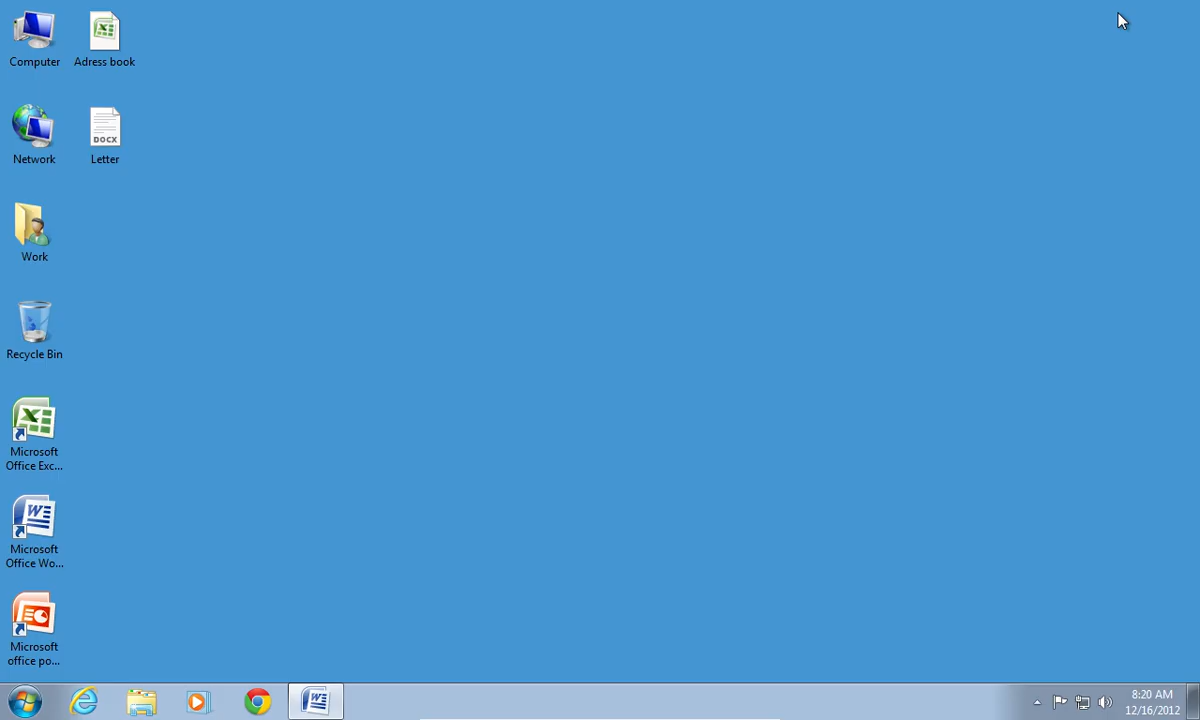 Computer
Adress book
Network
DOCX
Letter
Work
Recycle Bin
Microsoft
Office Exc...
Microsoft
Office Wo...
Microsoft
office po...
8:20 AM
12/16/2012